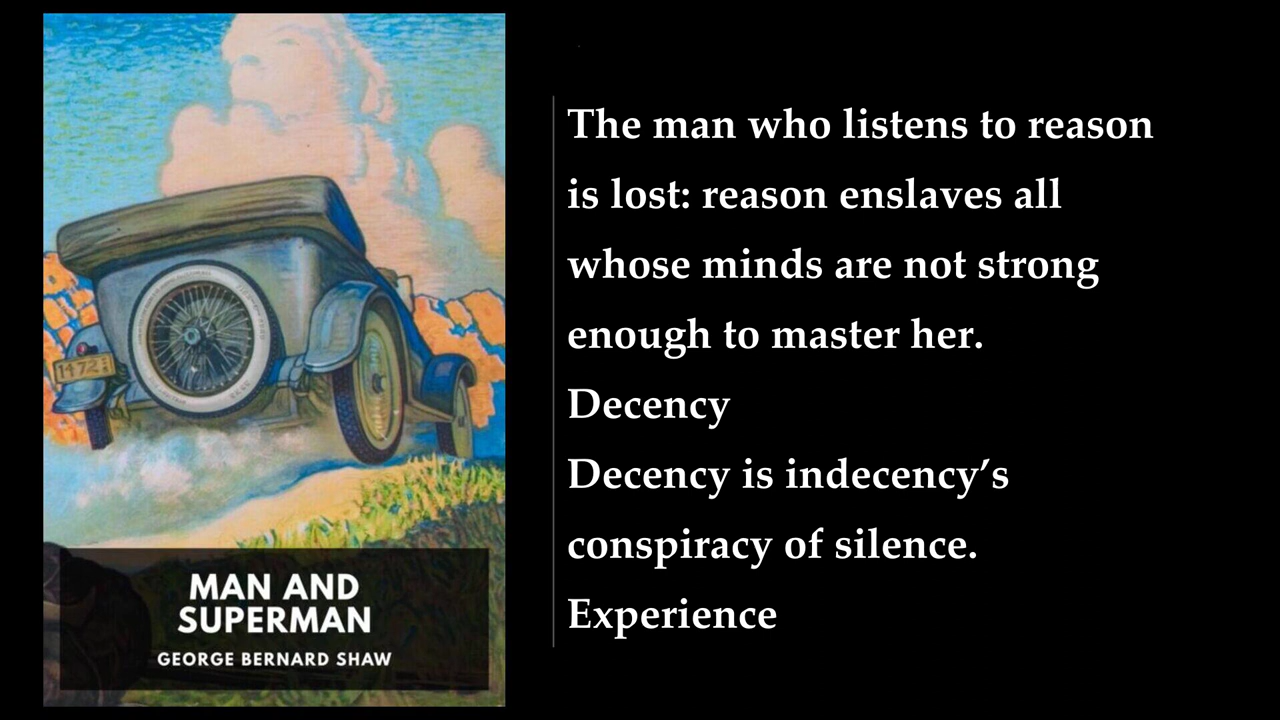 1472
MAN AND
SUPERMAN
GEORGE BERNARD SHAW
The man who listens to reason
is lost: reason enslaves all
whose minds are not strong
enough to master her.
Decency
Decency is indecency’s
conspiracy of silence.
Experience